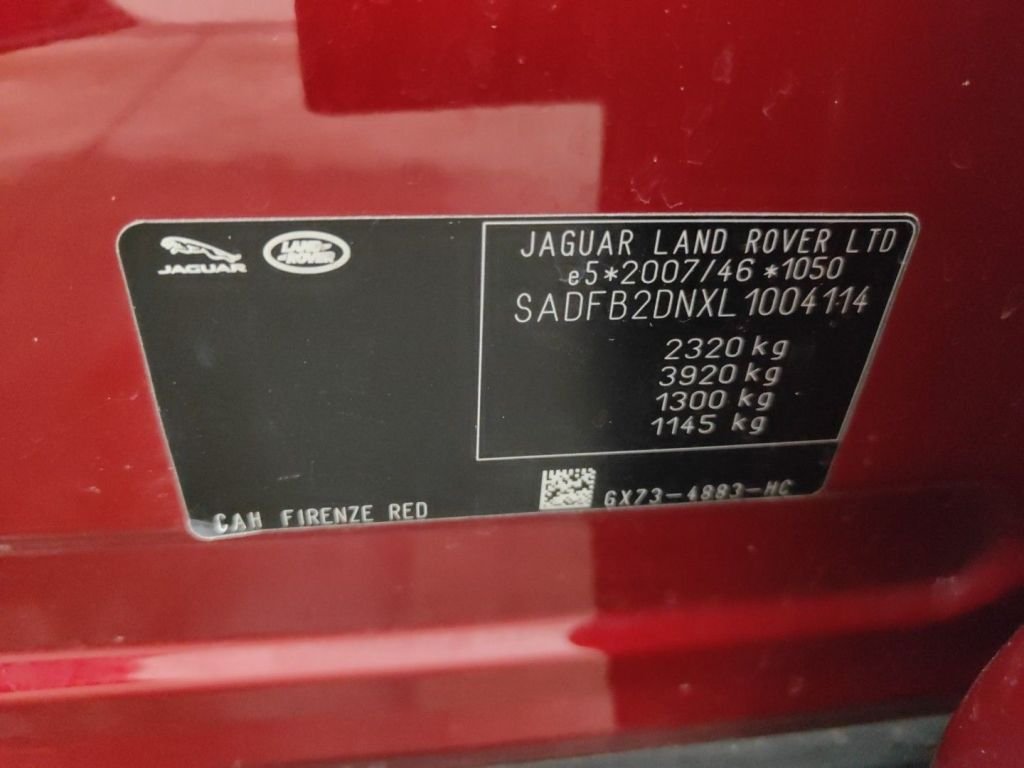 JAGUAR
LAND ROVER
JAGUAR LAND ROVER LTD
e5*2007/46*1050
SADFB2DNXL1004114
2320 kg
3920 kg
1300 kg
1145 kg
GX73-4883-HC
CAH FIRENZE RED